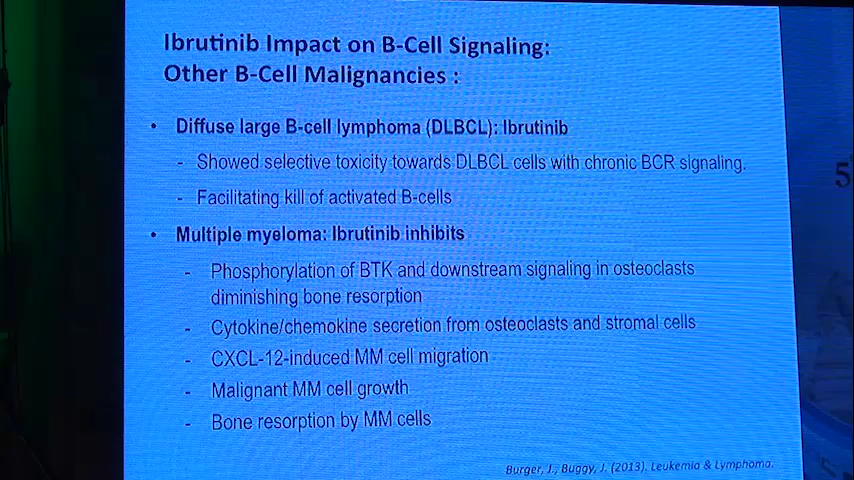 Ibrutinib Impact on B-Cell Signaling:
Other B-Cell Malignancies :
• Diffuse large B-cell lymphoma (DLBCL): Ibrutinib
- Showed selective toxicity towards DLBCL cells with chronic BCR signaling.
- Facilitating kill of activated B-cells
• Multiple myeloma: Ibrutinib inhibits
- Phosphorylation of BTK and downstream signaling in osteoclasts
diminishing bone resorption
- Cytokine/chemokine secretion from osteoclasts and stromal cells
- CXCL-12-induced MM cell migration
- Malignant MM cell growth
- Bone resorption by MM cells
Burger, J., Buggy, J. (2013). Leukemia & Lymphoma.